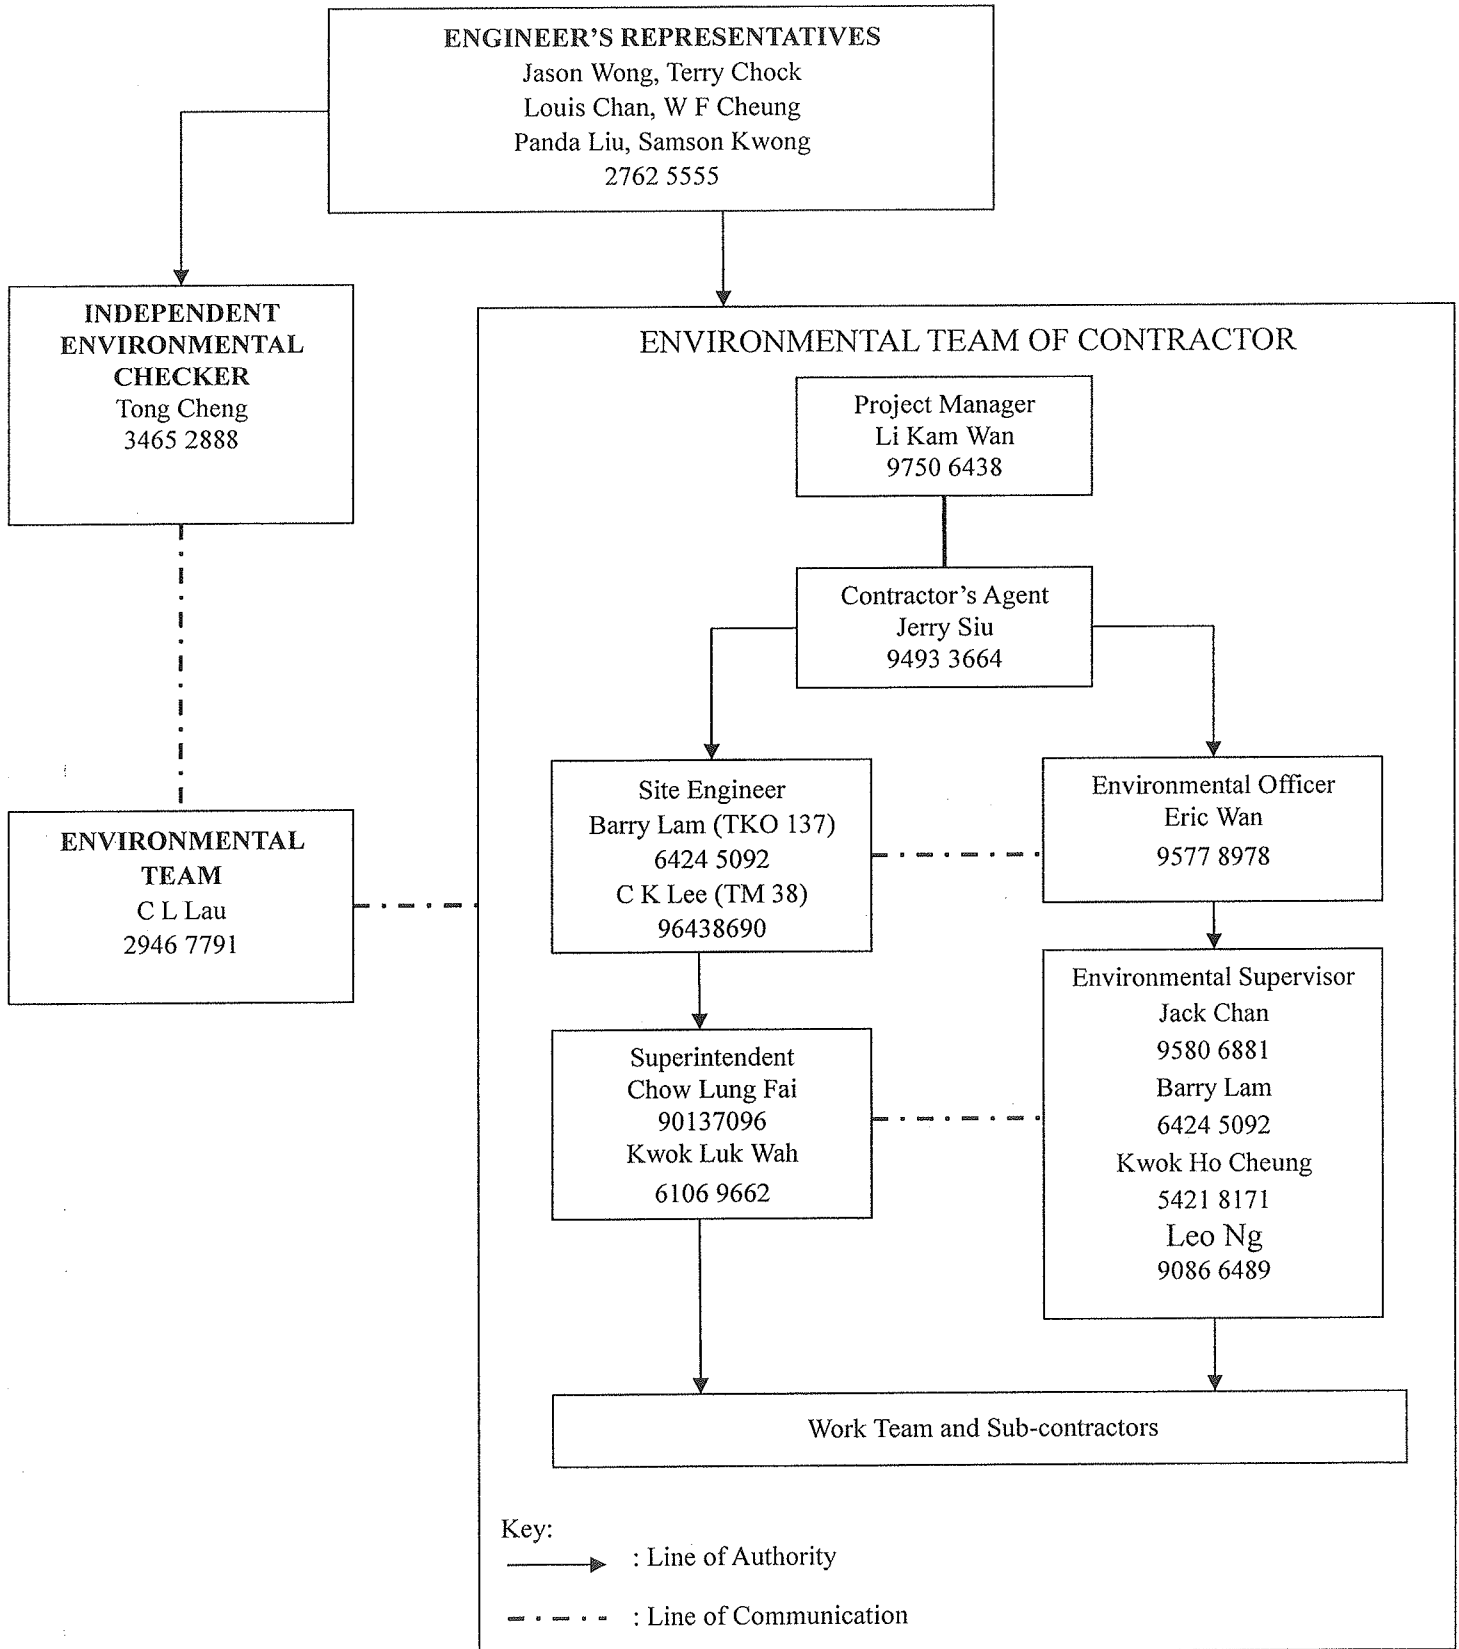 ENGINEER’S REPRESENTATIVES
Jason Wong, Terry Chock
Louis Chan, W F Cheung
Panda Liu, Samson Kwong
2762 5555
INDEPENDENT
ENVIRONMENTAL
CHECKER
Tong Cheng
3465 2888
ENVIRONMENTAL
TEAM
C L Lau
2946 7791
ENVIRONMENTAL TEAM OF CONTRACTOR
Project Manager
Li Kam Wan
9750 6438
Contractor’s Agent
Jerry Siu
9493 3664
Site Engineer
Barry Lam (TKO 137)
6424 5092
C K Lee (TM 38)
96438690
Environmental Officer
Eric Wan
9577 8978
Superintendent
Chow Lung Fai
90137096
Kwok Luk Wah
6106 9662
Environmental Supervisor
Jack Chan
9580 6881
Barry Lam
6424 5092
Kwok Ho Cheung
5421 8171
Leo Ng
9086 6489
Work Team and Sub-contractors
Key:
: Line of Authority
: Line of Communication